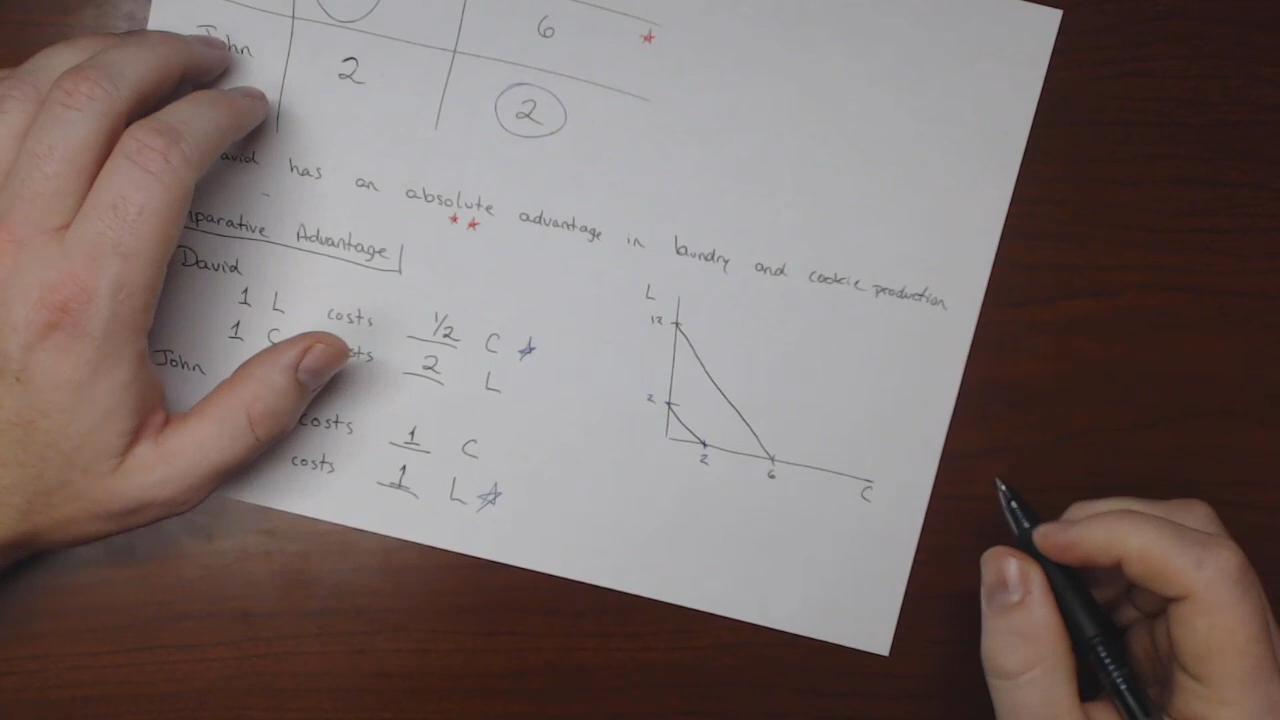 6
John
2
2
has an absolute advantage in laundry and cookie production
Advantage
David
1 L costs 1/2 C
1 C 2 L
John
costs 1 C
costs 1 L
L
12
2
2
6
C